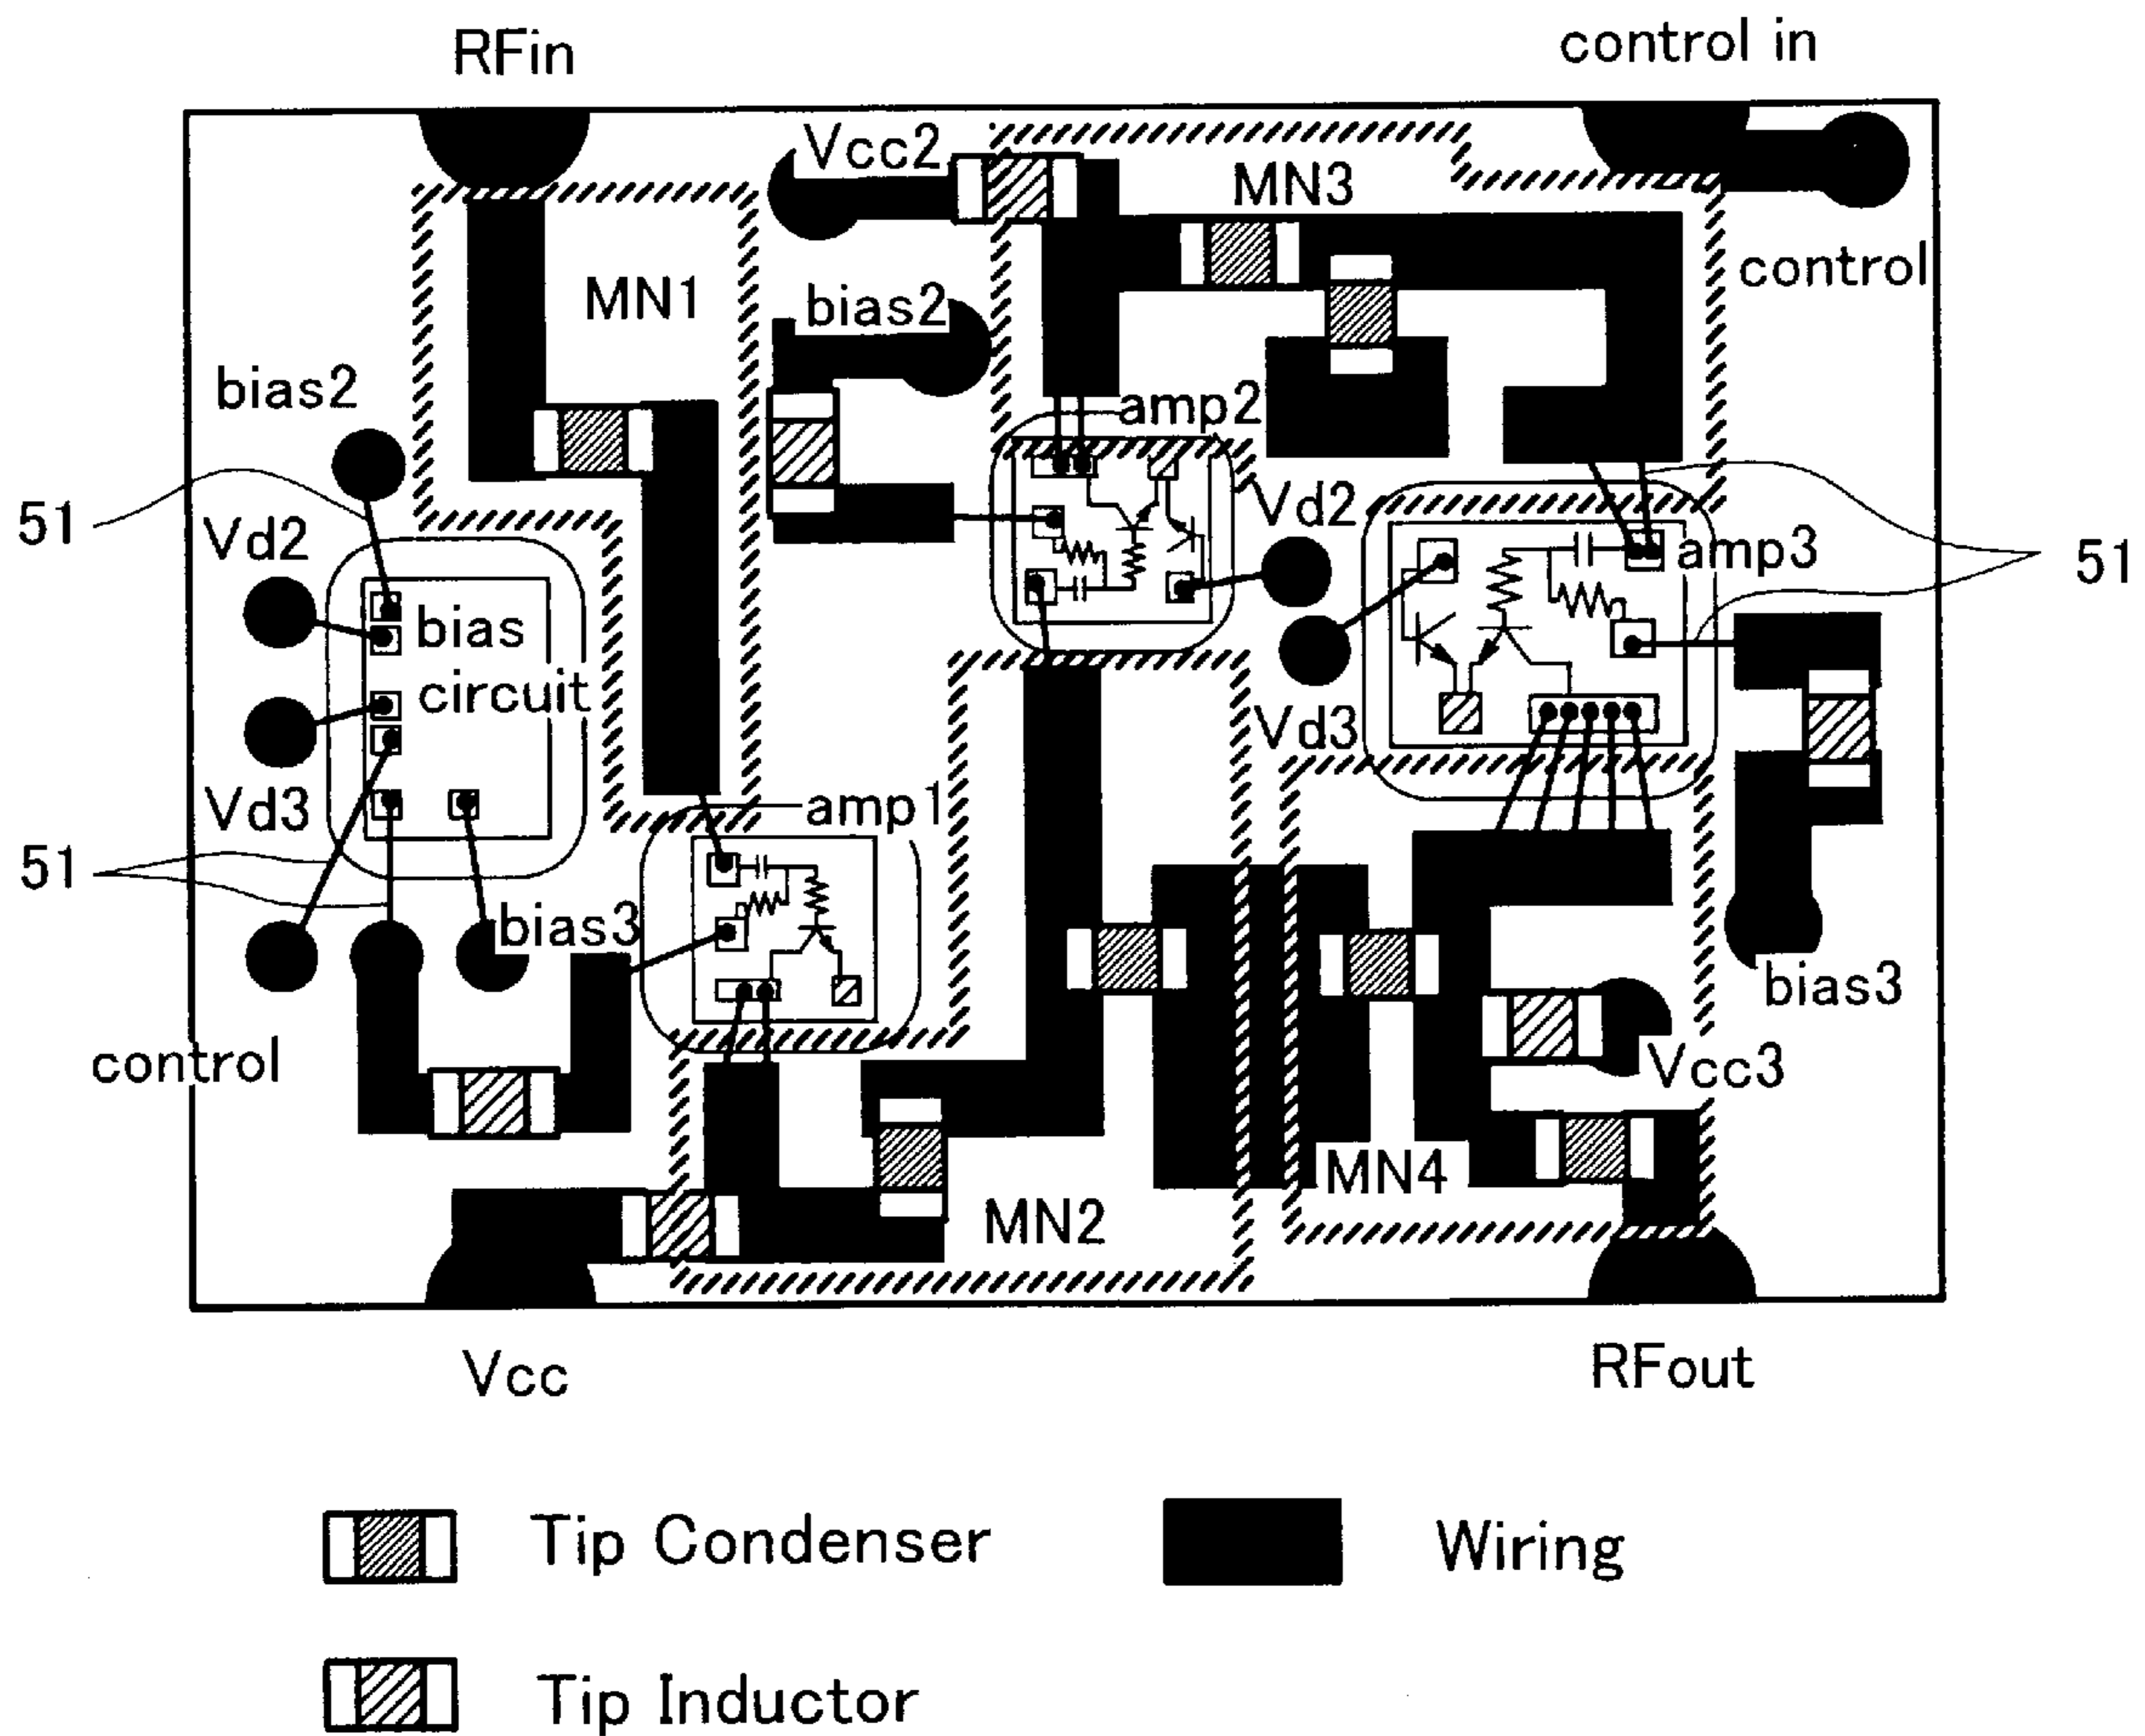 RFin
control in
Vcc2
MN3
MN1
control
bias2
bias2
amp2
51
Vd2
Vd2
amp3
51
bias
circuit
Vd3
Vd3
amp1
51
bias3
bias3
control
Vcc3
MN4
MN2
Vcc
RFout
Tip Condenser
Wiring
Tip Inductor